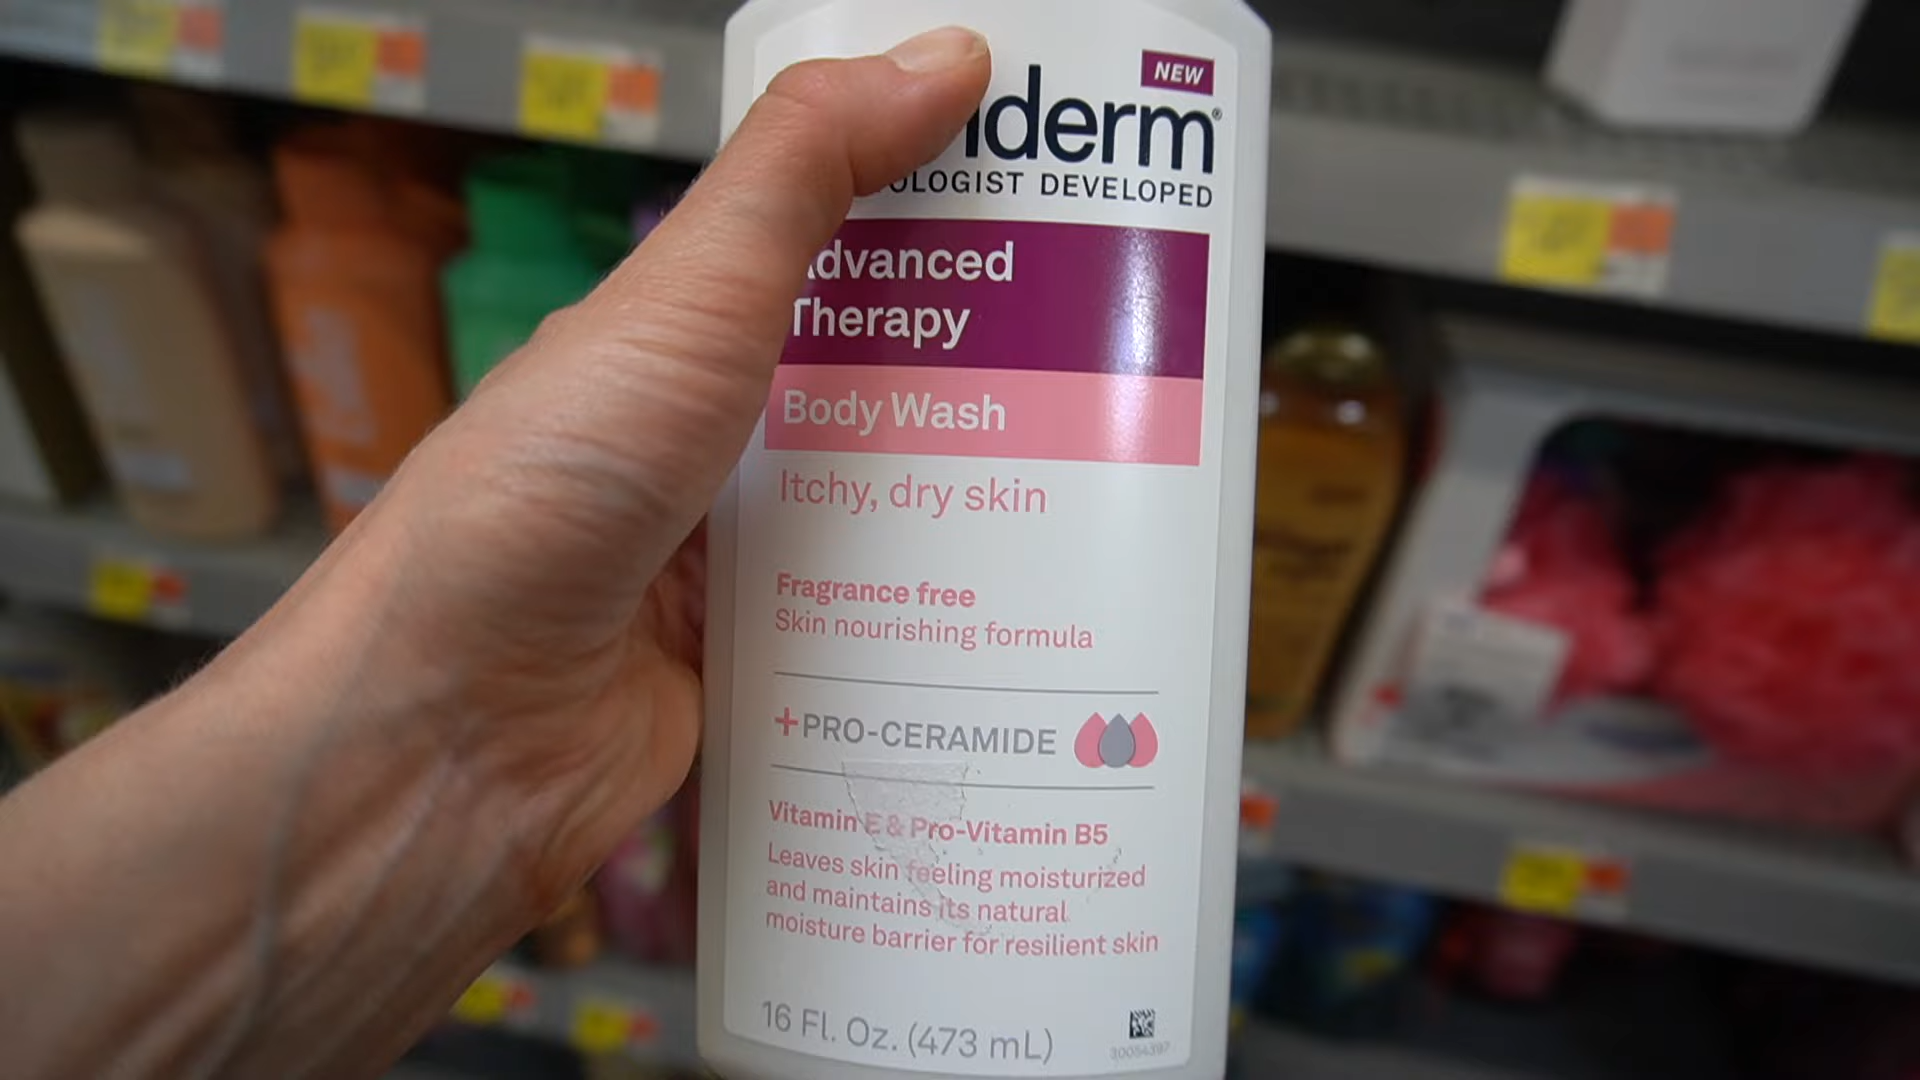 NEW
derm®
OLOGIST DEVELOPED
Advanced
Therapy
Body Wash
Itchy, dry skin
Fragrance free
Skin nourishing formula
+PRO-CERAMIDE
Vitamin E & Pro-Vitamin B5
Leaves skin feeling moisturized
and maintains its natural
moisture barrier for resilient skin
16 Fl. Oz. (473 mL)